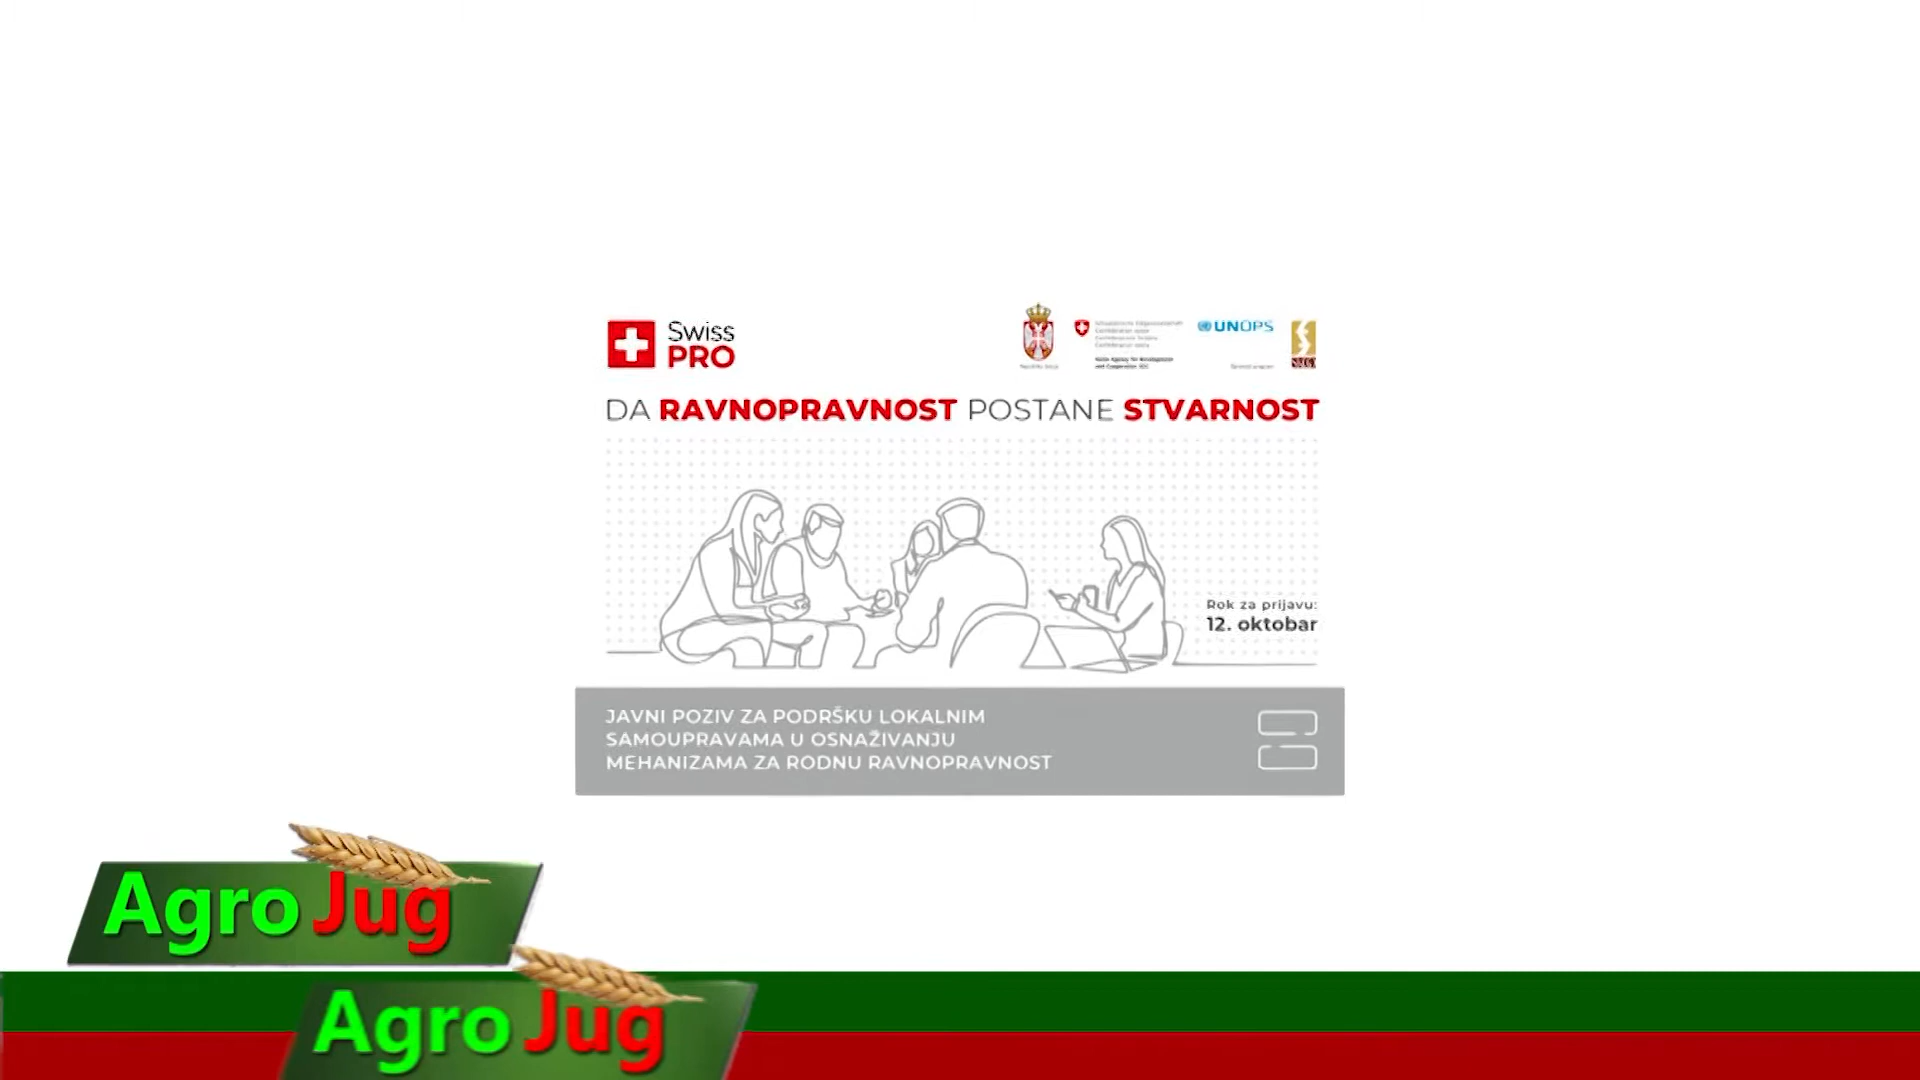 Swiss
PRO
UNOPS
DA RAVNOPRAVNOST POSTANE STVARNOST
Rok za prijavu:
12. oktobar
JAVNI POZIV ZA PODRŠKU LOKALNIM
SAMOUPRAVAMA U OSNAŽIVANJU
MEHANIZAMA ZA RODNU RAVNOPRAVNOST
Agro Jug
Agro Jug